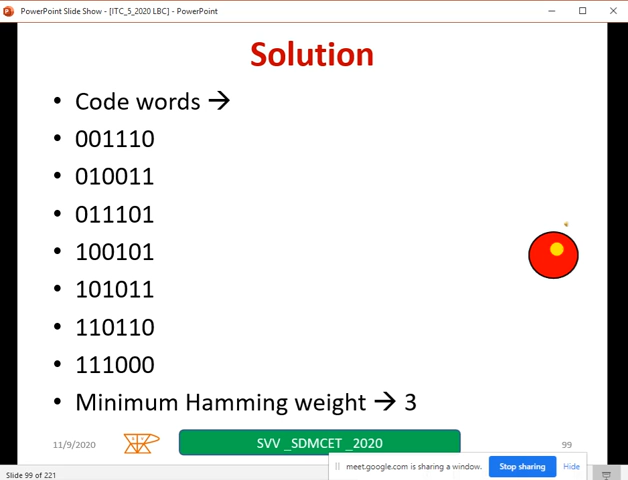 PowerPoint Slide Show - [ITC_5_2020 LBC] - PowerPoint
Solution
• Code words →
• 001110
• 010011
• 011101
• 100101
• 101011
• 110110
• 111000
• Minimum Hamming weight → 3
11/9/2020
SVV _SDMCET _2020
99
meet.google.com is sharing a window.
Stop sharing
Hide
Slide 99 of 221